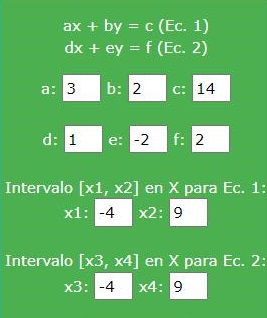 ax + by = c (Ec. 1)
dx + ey = f (Ec. 2)
a: 3 b: 2 c: 14
d: 1 e: -2 f: 2
Intervalo [x1, x2] en X para Ec. 1:
x1: -4 x2: 9
Intervalo [x3, x4] en X para Ec. 2:
x3: -4 x4: 9